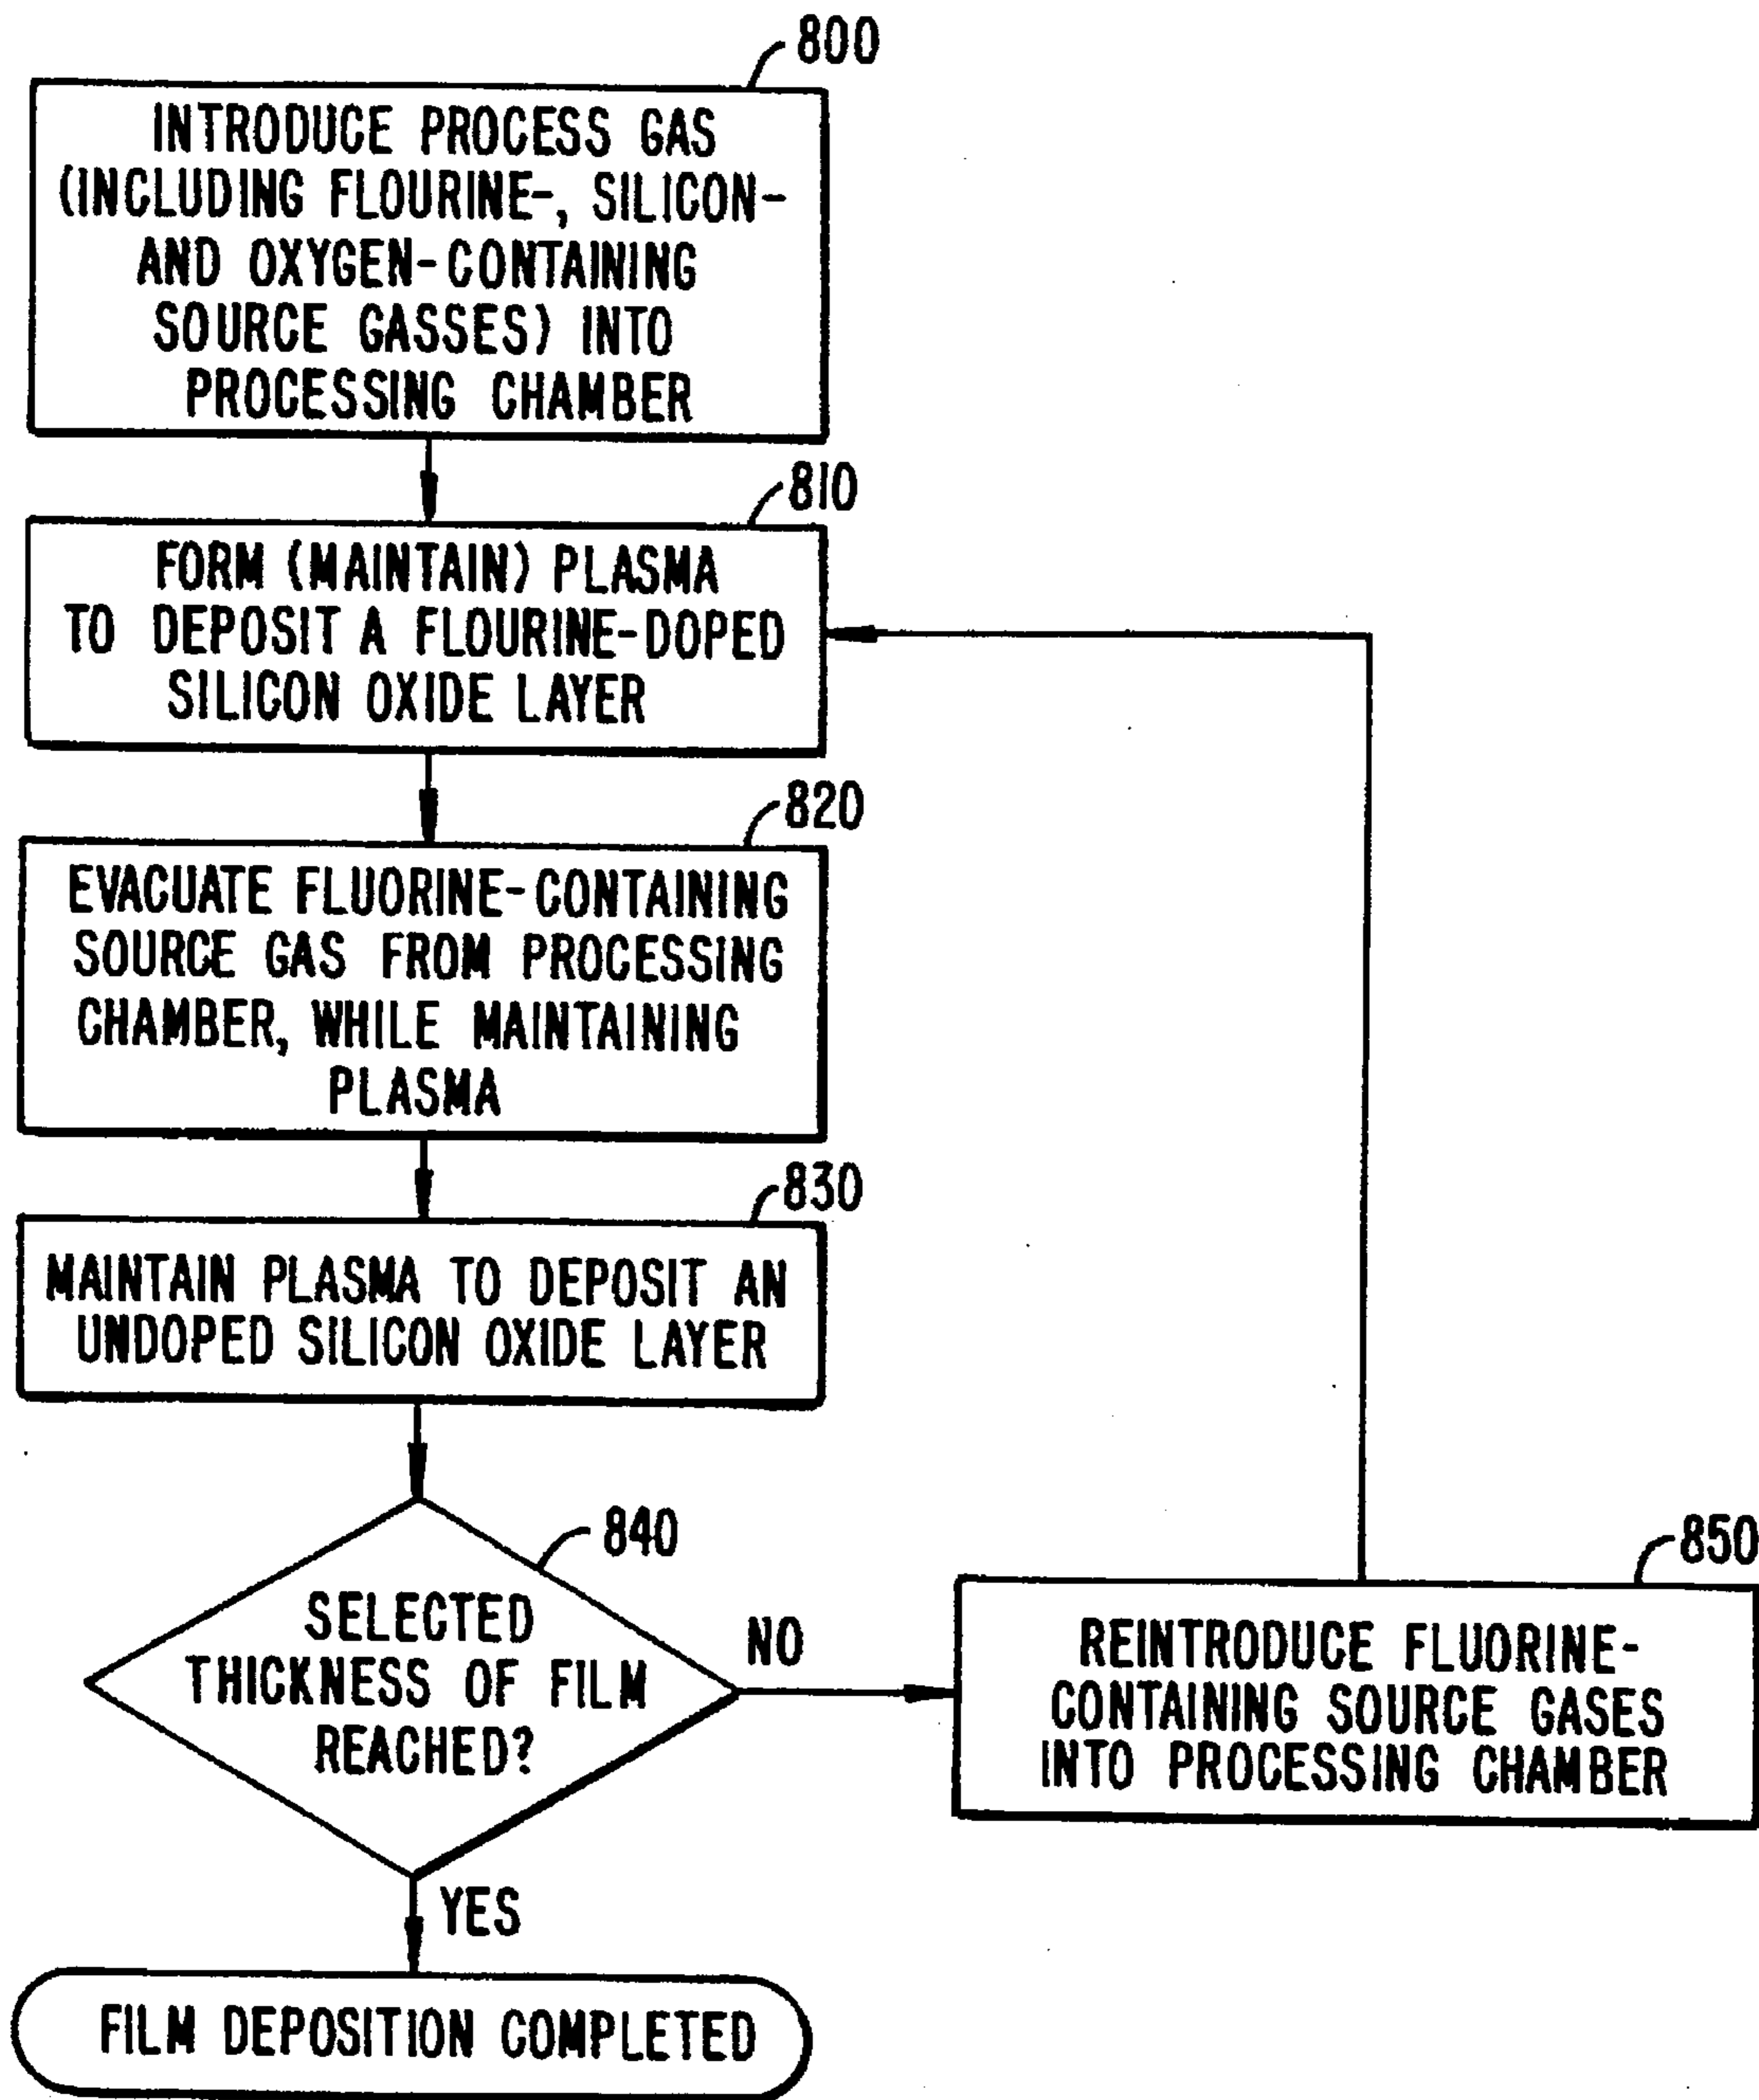 800
INTRODUCE PROCESS GAS
(INCLUDING FLOURINE-, SILICON-
AND OXYGEN-CONTAINING
SOURCE GASSES) INTO
PROCESSING CHAMBER
810
FORM (MAINTAIN) PLASMA
TO DEPOSIT A FLOURINE-DOPED
SILICON OXIDE LAYER
820
EVACUATE FLUORINE-CONTAINING
SOURCE GAS FROM PROCESSING
CHAMBER, WHILE MAINTAINING
PLASMA
830
MAINTAIN PLASMA TO DEPOSIT AN
UNDOPED SILICON OXIDE LAYER
840
SELECTED
THICKNESS OF FILM
REACHED?
NO
850
REINTRODUCE FLUORINE-
CONTAINING SOURCE GASES
INTO PROCESSING CHAMBER
YES
FILM DEPOSITION COMPLETED